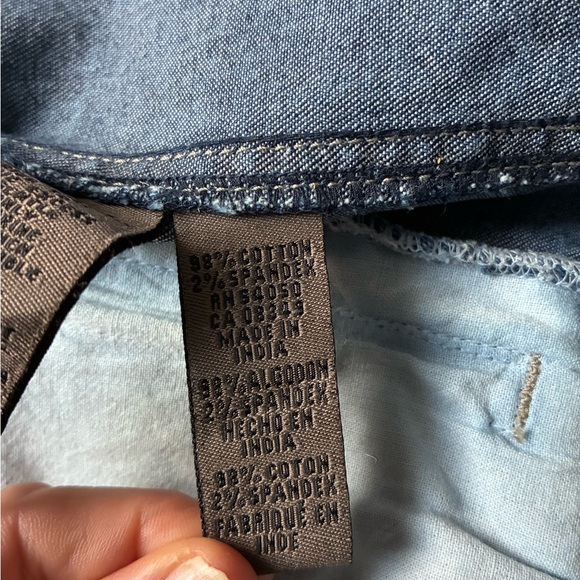 98% COTTON
2% SPANDEX
RN 54050
CA 08349
MADE IN
INDIA
98% ALGODON
2% SPANDEX
HECHO EN
INDIA
98% COTON
2% SPANDEX
FABRIQUE EN
INDE